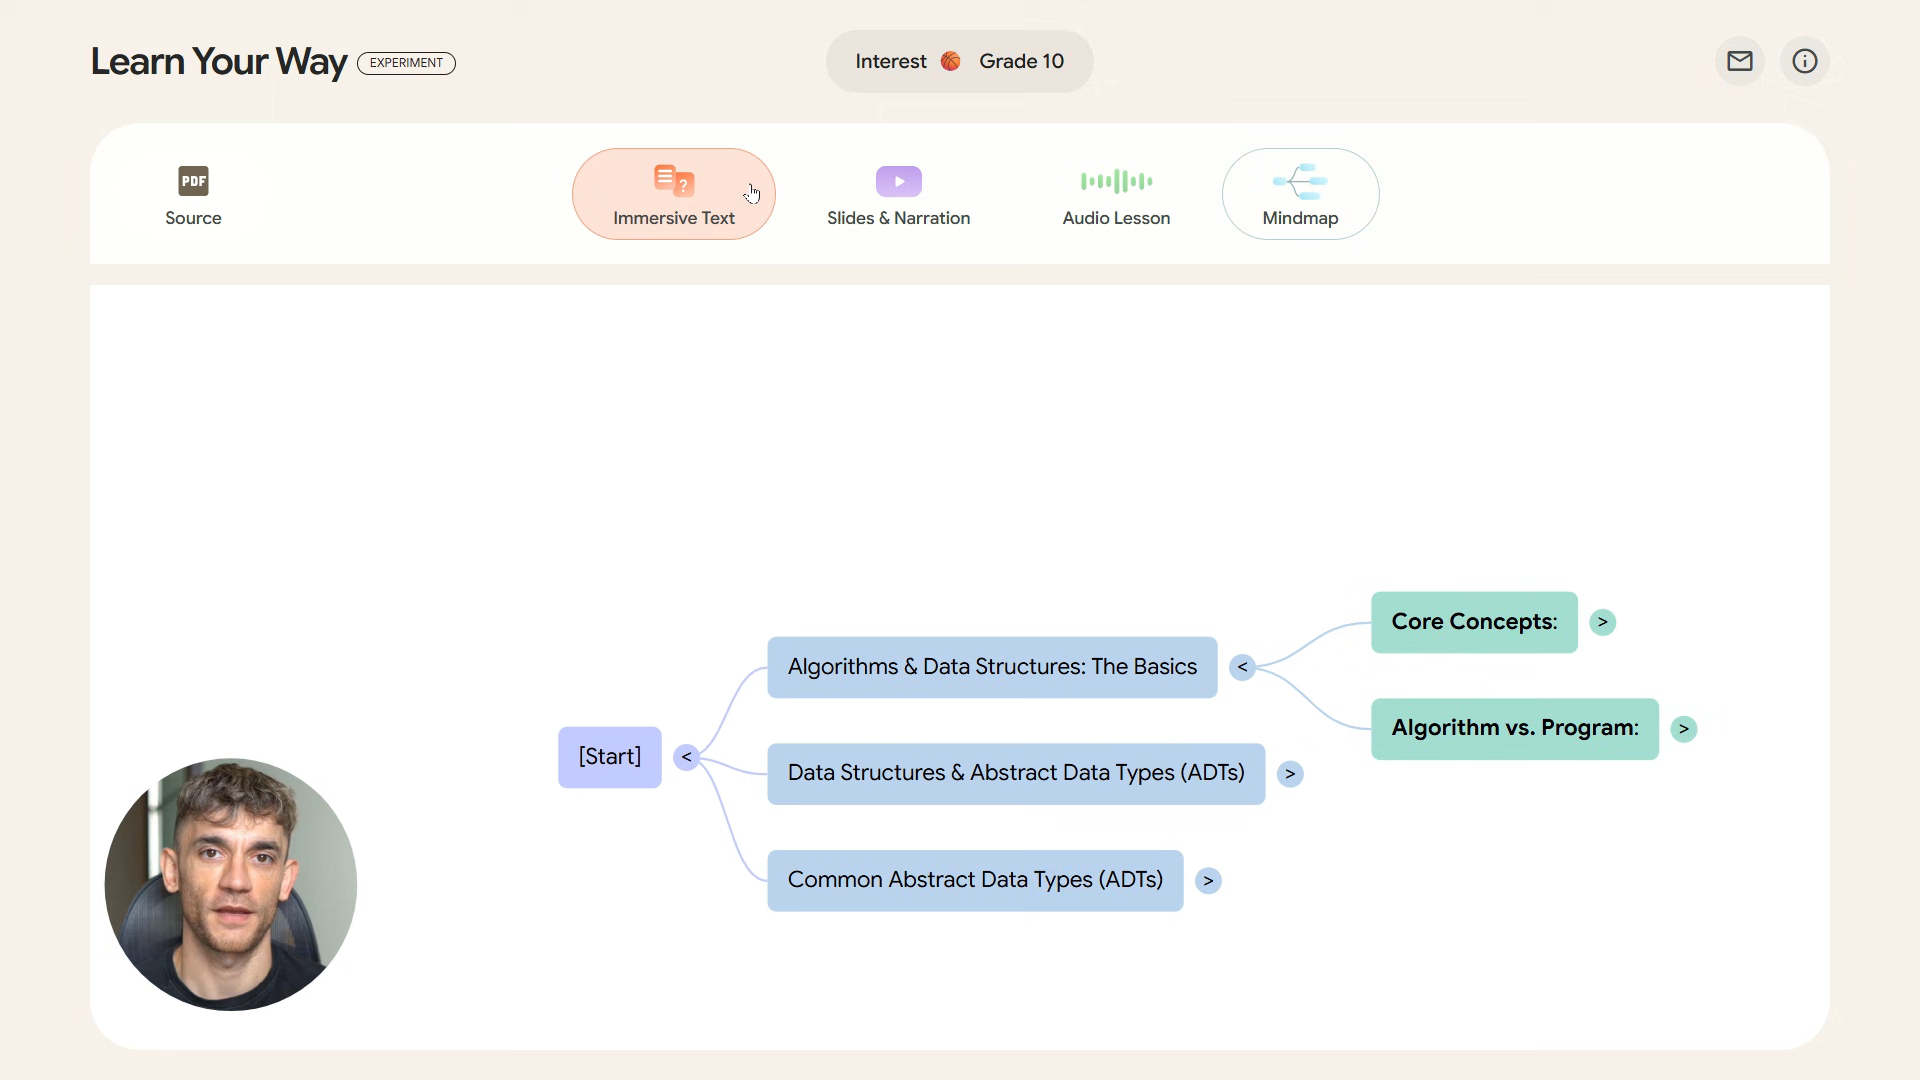 Learn Your Way EXPERIMENT
Interest Grade 10
PDF
Source
?
Immersive Text
Slides & Narration
Audio Lesson
Mindmap
Core Concepts: >
Algorithms & Data Structures: The Basics <
Algorithm vs. Program: >
[Start] <
Data Structures & Abstract Data Types (ADTs) >
Common Abstract Data Types (ADTs) >